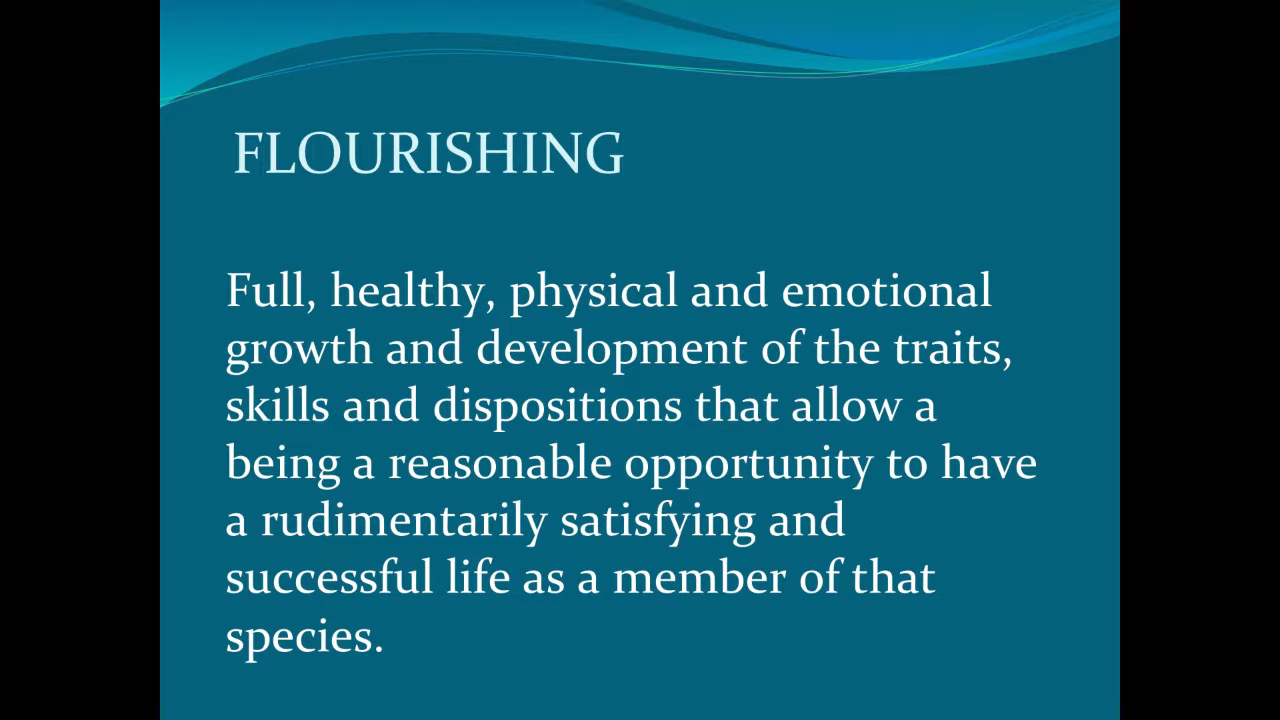 FLOURISHING
Full, healthy, physical and emotional
growth and development of the traits,
skills and dispositions that allow a
being a reasonable opportunity to have
a rudimentarily satisfying and
successful life as a member of that
species.